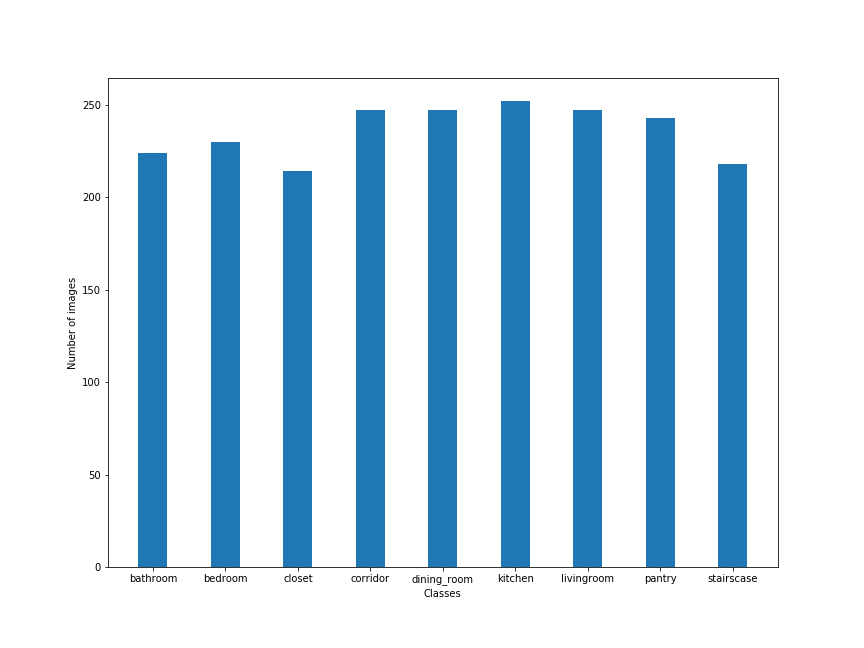 250
200
150
100
50
0
Number of images
bathroom bedroom closet corridor dining_room kitchen livingroom pantry stairscase
Classes